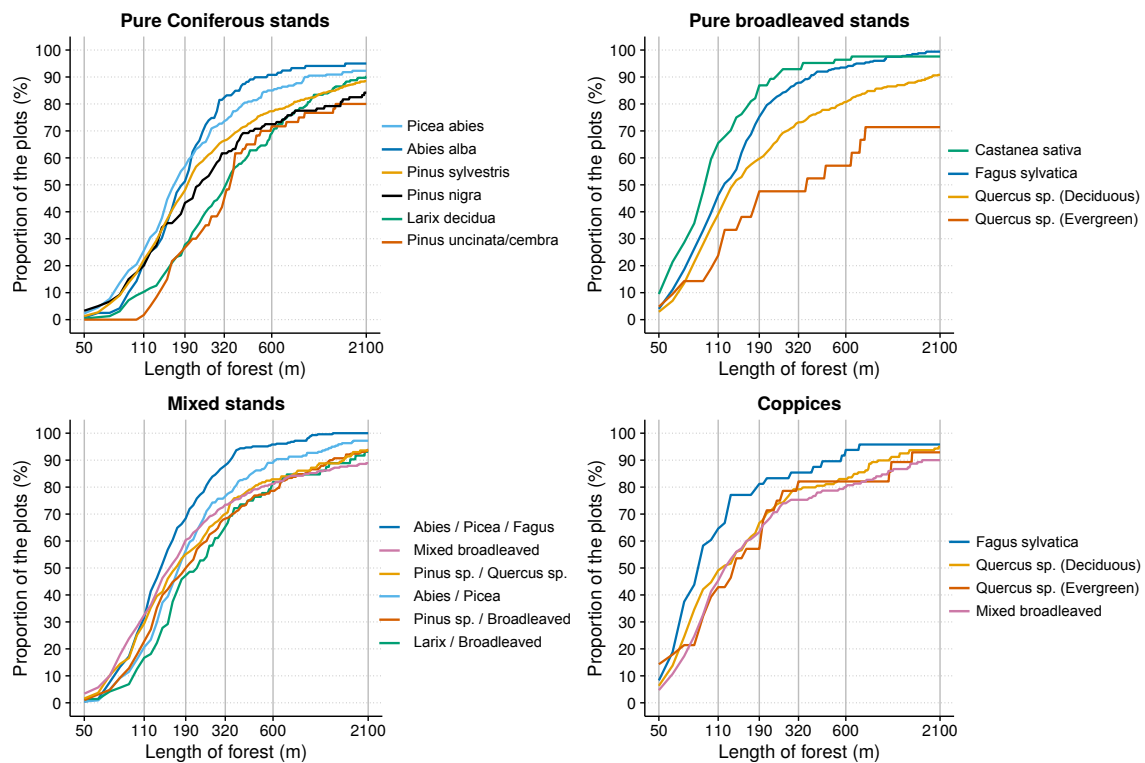 Pure Coniferous stands
Proportion of the plots (%)
100
90
80
70
60
50
40
30
20
10
0
50 110 190 320 600 2100
Length of forest (m)
Picea abies
Abies alba
Pinus sylvestris
Pinus nigra
Larix decidua
Pinus uncinata/cembra
Pure broadleaved stands
Proportion of the plots (%)
100
90
80
70
60
50
40
30
20
10
0
50 110 190 320 600 2100
Length of forest (m)
Castanea sativa
Fagus sylvatica
Quercus sp. (Deciduous)
Quercus sp. (Evergreen)
Mixed stands
Proportion of the plots (%)
100
90
80
70
60
50
40
30
20
10
0
50 110 190 320 600 2100
Length of forest (m)
Abies / Picea / Fagus
Mixed broadleaved
Pinus sp. / Quercus sp.
Abies / Picea
Pinus sp. / Broadleaved
Larix / Broadleaved
Coppices
Proportion of the plots (%)
100
90
80
70
60
50
40
30
20
10
0
50 110 190 320 600 2100
Length of forest (m)
Fagus sylvatica
Quercus sp. (Deciduous)
Quercus sp. (Evergreen)
Mixed broadleaved